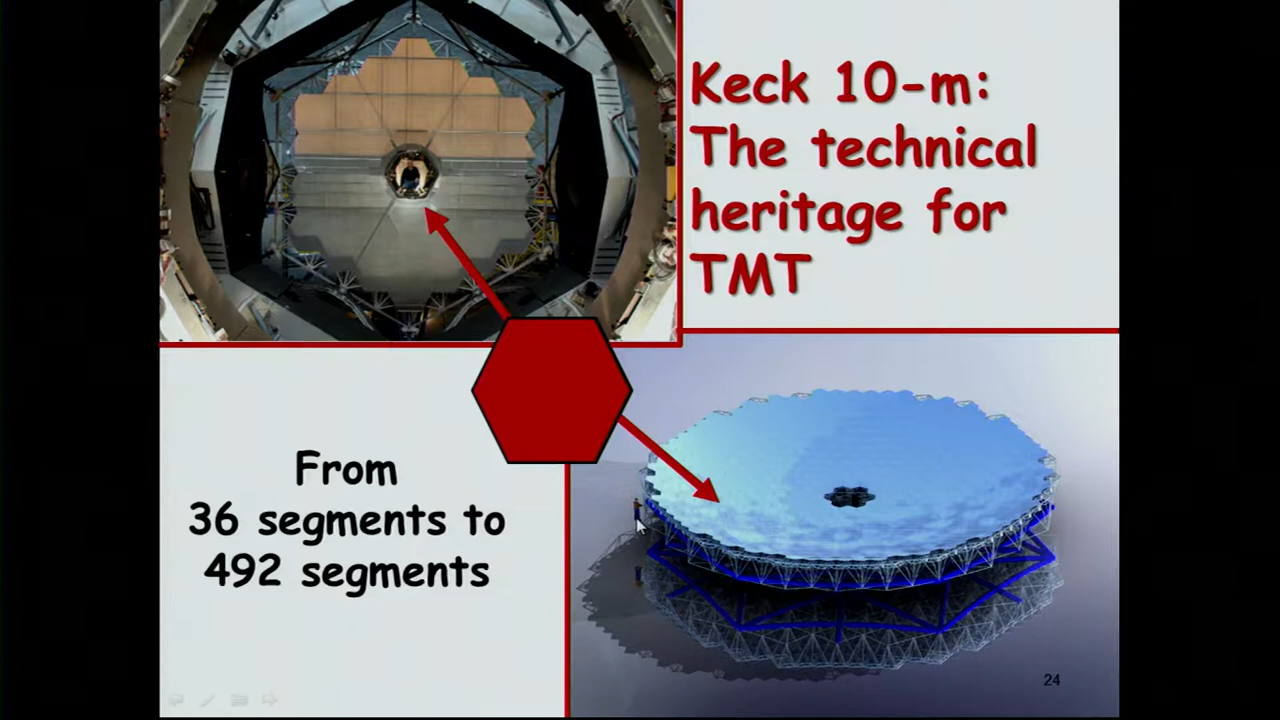 Keck 10-m:
The technical
heritage for
TMT
From
36 segments to
492 segments
24